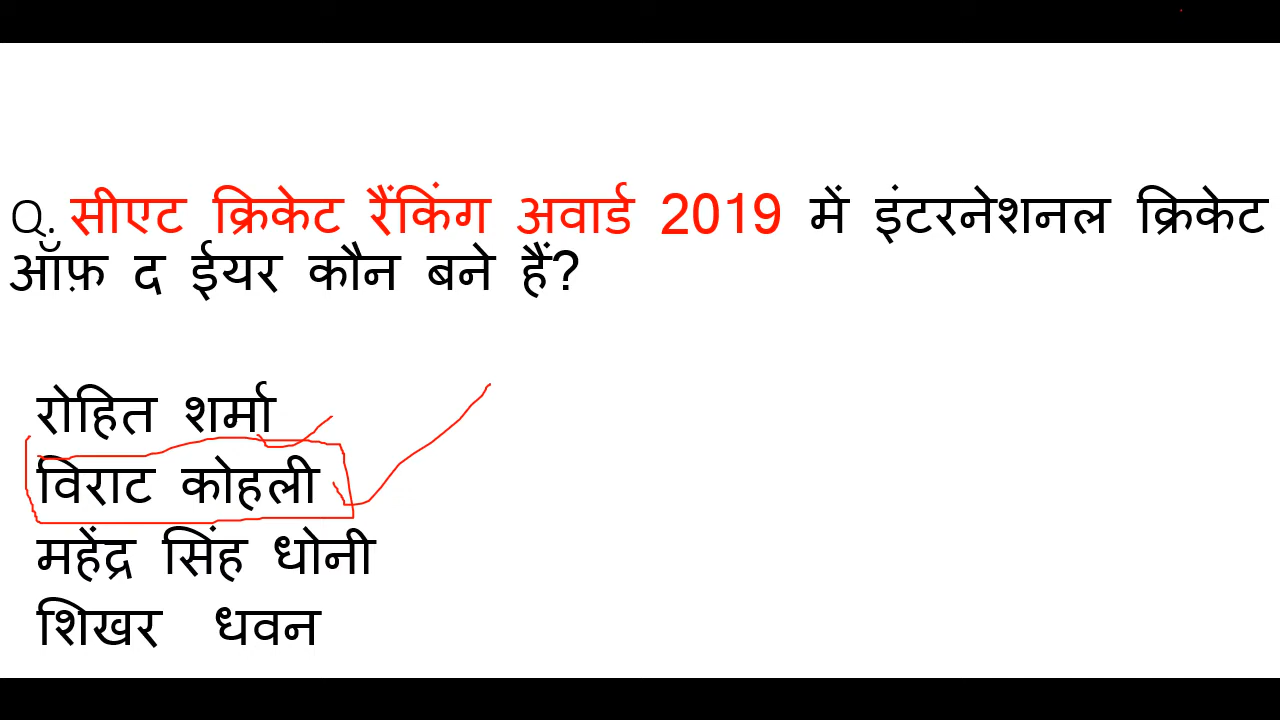 Q. सीएट क्रिकेट रैंकिंग अवार्ड 2019 में इंटरनेशनल क्रिकेट
ऑफ़ द ईयर कौन बने हैं?
रोहित शर्मा
विराट कोहली
महेंद्र सिंह धोनी
शिखर धवन